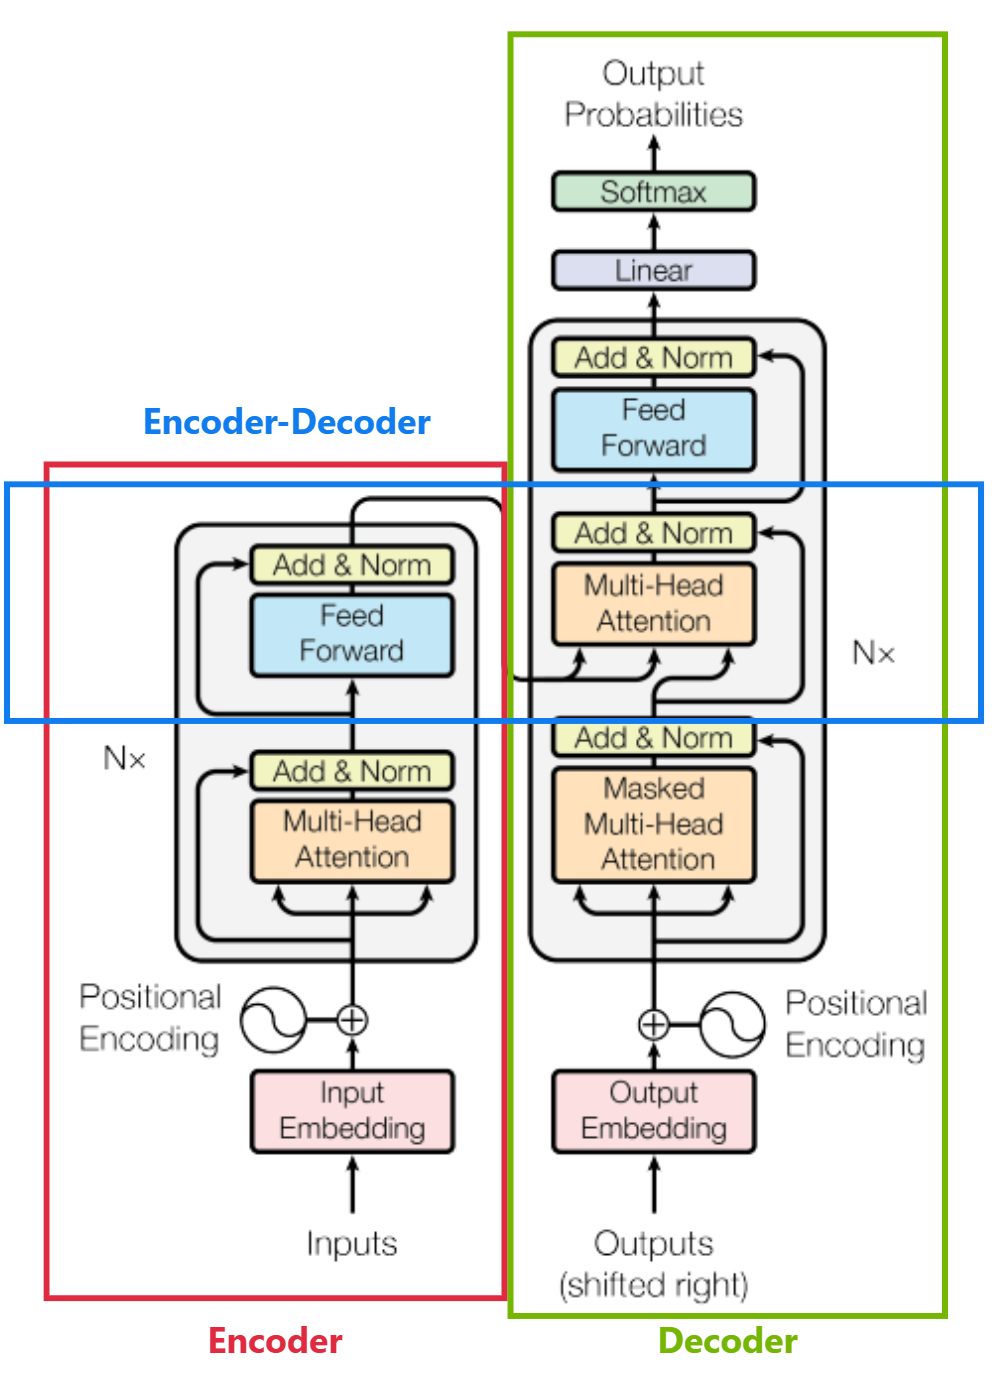 Output
Probabilities
Softmax
Linear
Add & Norm
Feed
Forward
Add & Norm
Multi-Head
Attention
Nx
Add & Norm
Masked
Multi-Head
Attention
Positional
Encoding
Output
Embedding
Outputs
(shifted right)
Decoder
Encoder-Decoder
Add & Norm
Feed
Forward
Nx
Add & Norm
Multi-Head
Attention
Positional
Encoding
Input
Embedding
Inputs
Encoder